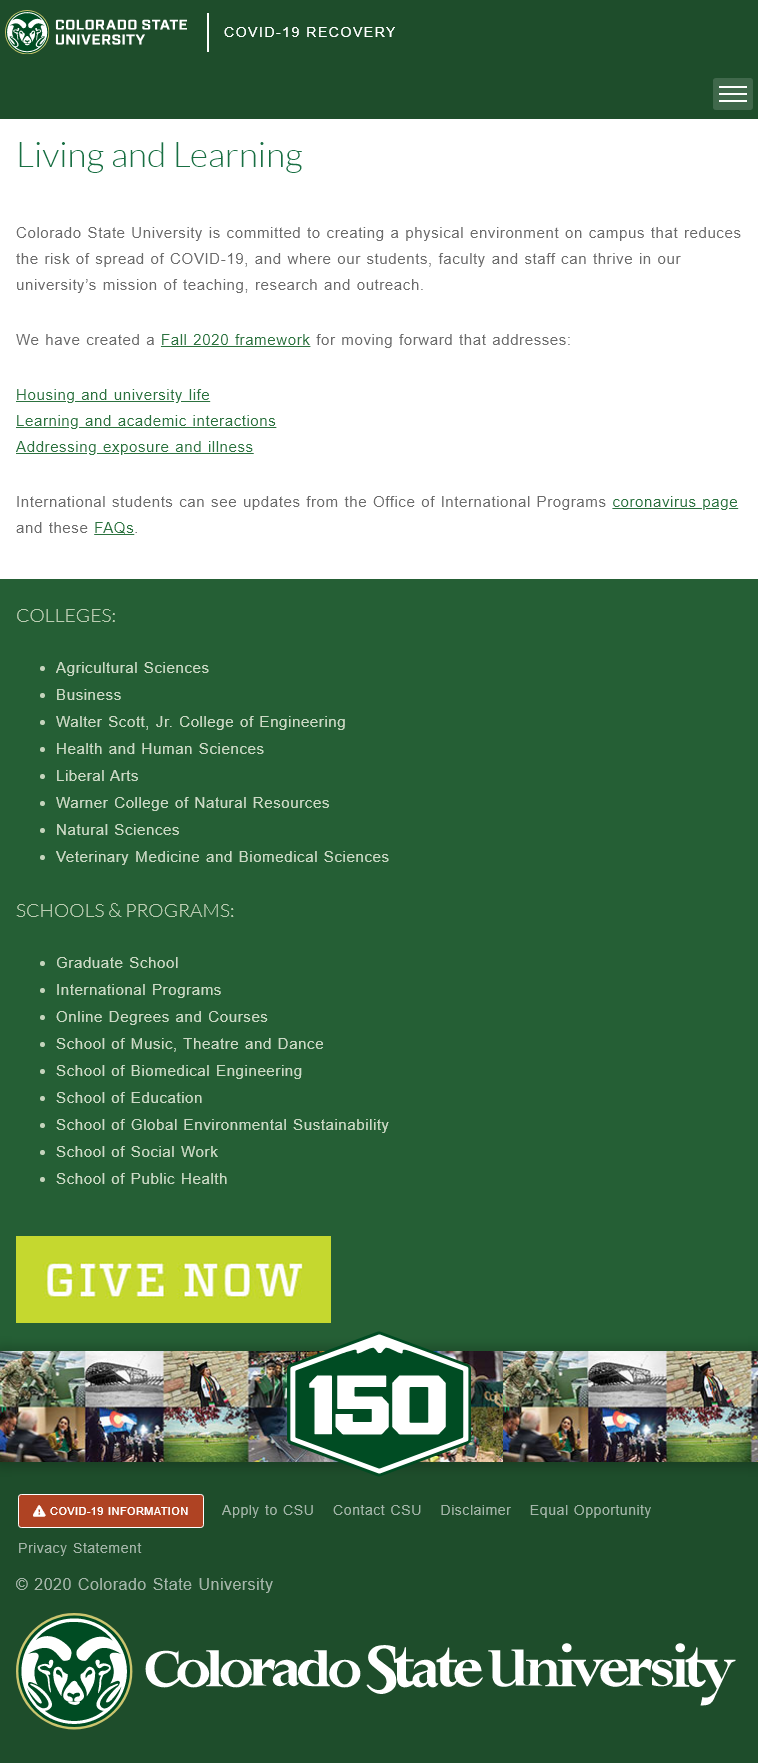 COLORADO STATE
UNIVERSITY
COVID-19 RECOVERY
Living and Learning
Colorado State University is committed to creating a physical environment on campus that reduces
the risk of spread of COVID-19, and where our students, faculty and staff can thrive in our
university’s mission of teaching, research and outreach.
We have created a Fall 2020 framework for moving forward that addresses:
Housing and university life
Learning and academic interactions
Addressing exposure and illness
International students can see updates from the Office of International Programs coronavirus page
and these FAQs.
COLLEGES:
Agricultural Sciences
Business
Walter Scott, Jr. College of Engineering
Health and Human Sciences
Liberal Arts
Warner College of Natural Resources
Natural Sciences
Veterinary Medicine and Biomedical Sciences
SCHOOLS & PROGRAMS:
Graduate School
International Programs
Online Degrees and Courses
School of Music, Theatre and Dance
School of Biomedical Engineering
School of Education
School of Global Environmental Sustainability
School of Social Work
School of Public Health
GIVE NOW
150
COVID-19 INFORMATION Apply to CSU Contact CSU Disclaimer Equal Opportunity
Privacy Statement
© 2020 Colorado State University
Colorado State University